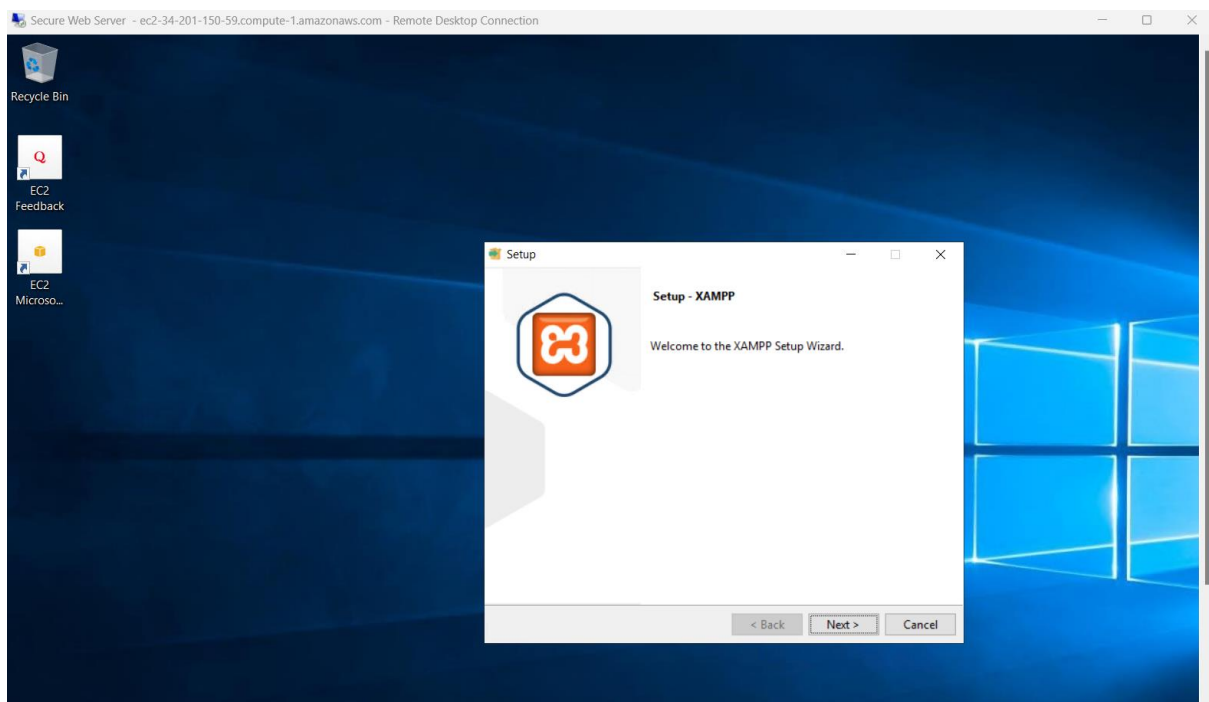 Secure Web Server - ec2-34-201-150-59.compute-1.amazonaws.com - Remote Desktop Connection
Recycle Bin
Q
EC2
Feedback
EC2
Microso...
Setup
Setup - XAMPP
Welcome to the XAMPP Setup Wizard.
< Back
Next >
Cancel